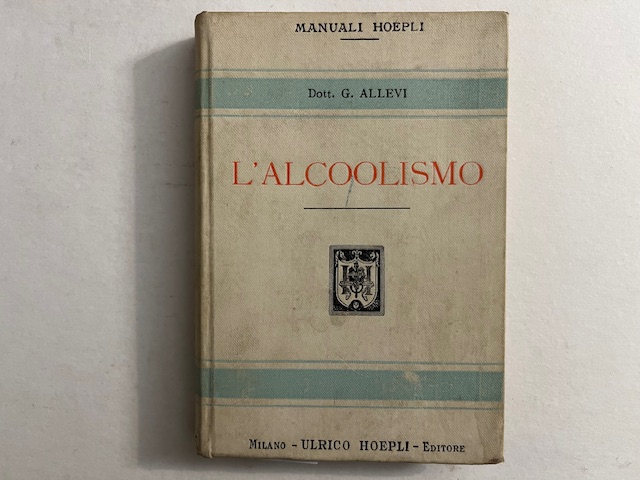 MANUALI HOEPLI
Dott. G. ALLEVI
L'ALCOOLISMO
MILANO - ULRICO HOEPLI - EDITORE